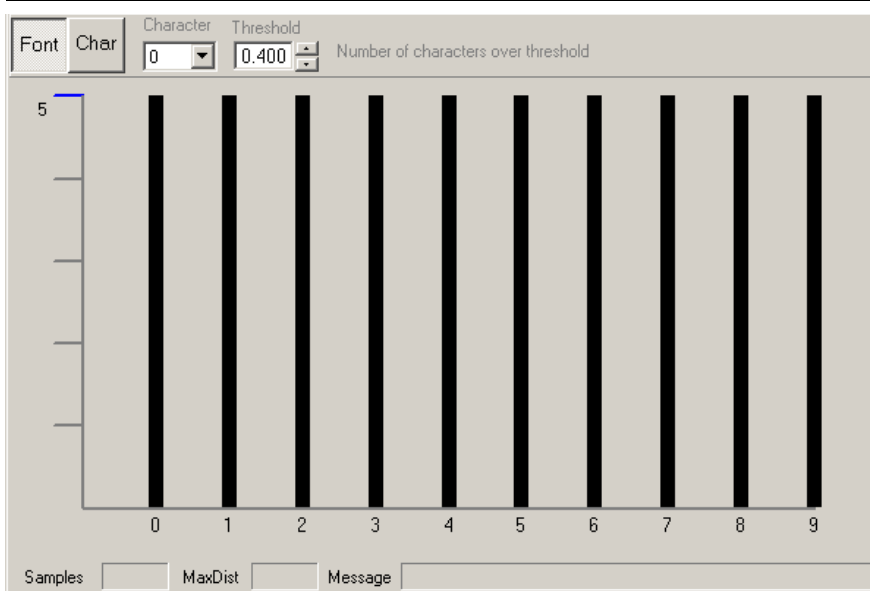 Font Char Character Threshold
0 0.400 Number of characters over threshold
5
0 1 2 3 4 5 6 7 8 9
Samples MaxDist Message